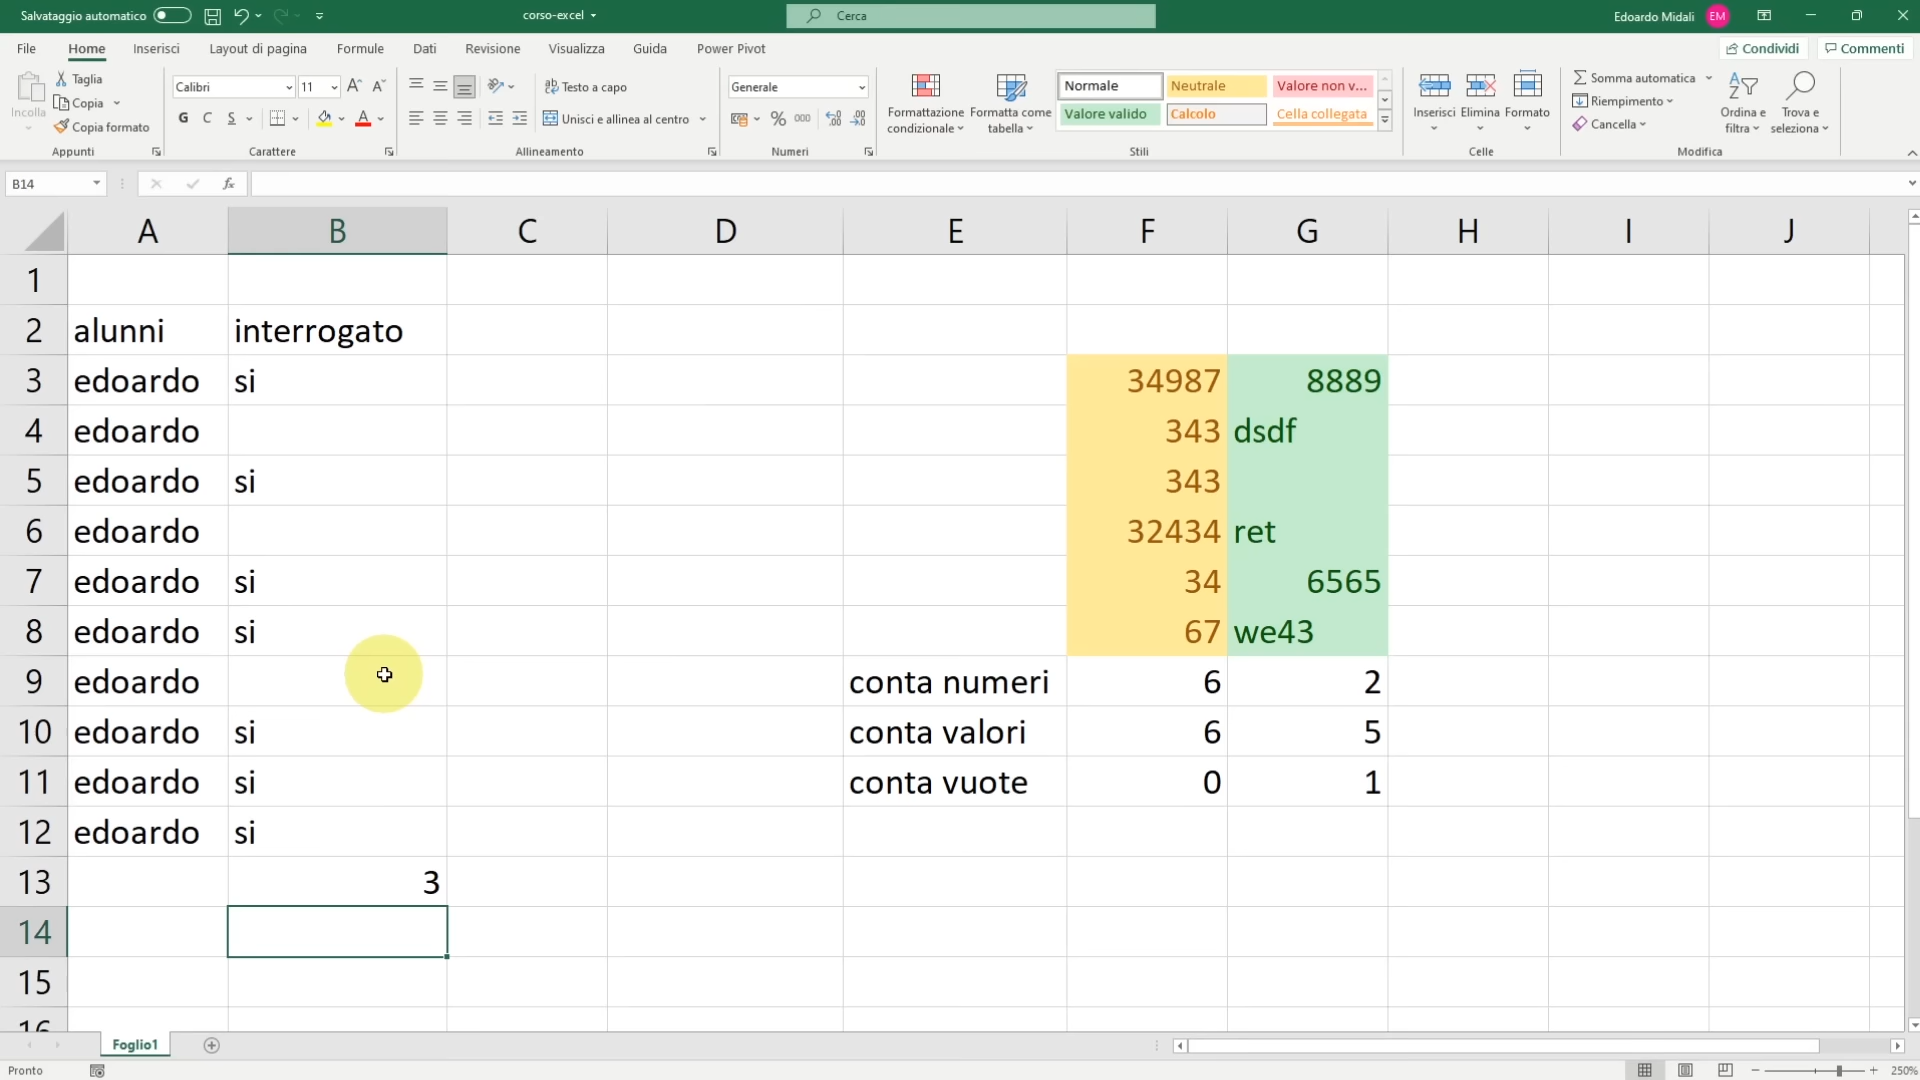 Salvataggio automatico
corso-excel
Cerca
Edoardo Midali EM
File Home Inserisci Layout di pagina Formule Dati Revisione Visualizza Guida Power Pivot Condividi Commenti
Incolla Taglia
Copia
Copia formato
Appunti
Calibri 11
G C S
A
Carattere
Testo a capo
Unisci e allinea al centro
Allineamento
Generale
% 000
Numeri
Formattazione condizionale
Formatta come tabella
Normale Neutrale Valore non v...
Valore valido Calcolo Cella collegata
Stili
Inserisci Elimina Formato
Celle
Somma automatica
Riempimento
Cancella
Ordina e filtra
Trova e seleziona
Modifica
B14 fx
A B C D E F G H I J
1
2 alunni interrogato
3 edoardo si 34987 8889
4 edoardo 343 dsdf
5 edoardo si 343
6 edoardo 32434 ret
7 edoardo si 34 6565
8 edoardo si 67 we43
9 edoardo conta numeri 6 2
10 edoardo si conta valori 6 5
11 edoardo si conta vuote 0 1
12 edoardo si
13 3
14
15
16
Foglio1
Pronto 250%